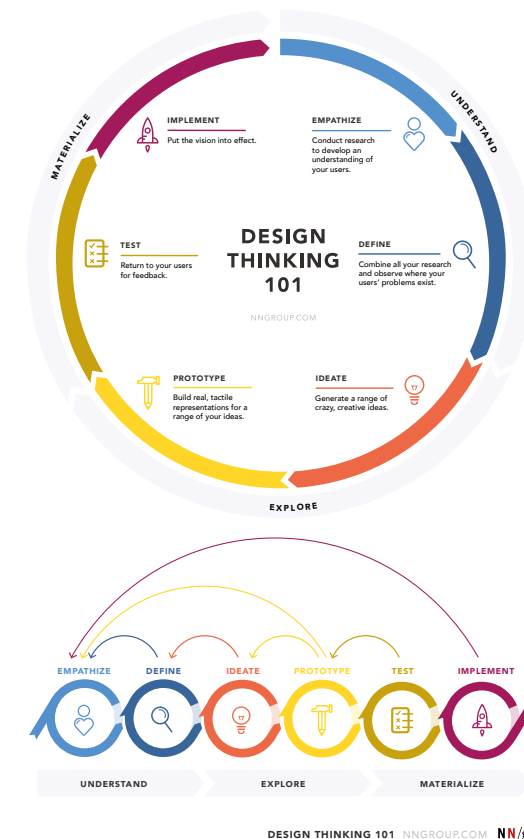 IMPLEMENT
Put the vision into effect.
EMPATHIZE
Conduct research
to develop an
understanding of
your users.
MATERIALIZE
UNDERSTAND
TEST
Return to your users
for feedback.
DESIGN
THINKING
101
NNGROUP.COM
DEFINE
Combine all your research
and observe where your
users' problems exist.
PROTOTYPE
Build real, tactile
representations for a
range of your ideas.
IDEATE
Generate a range of
crazy, creative ideas.
EXPLORE
EMPATHIZE DEFINE IDEATE PROTOTYPE TEST IMPLEMENT
UNDERSTAND EXPLORE MATERIALIZE
DESIGN THINKING 101 NNGROUP.COM NN/